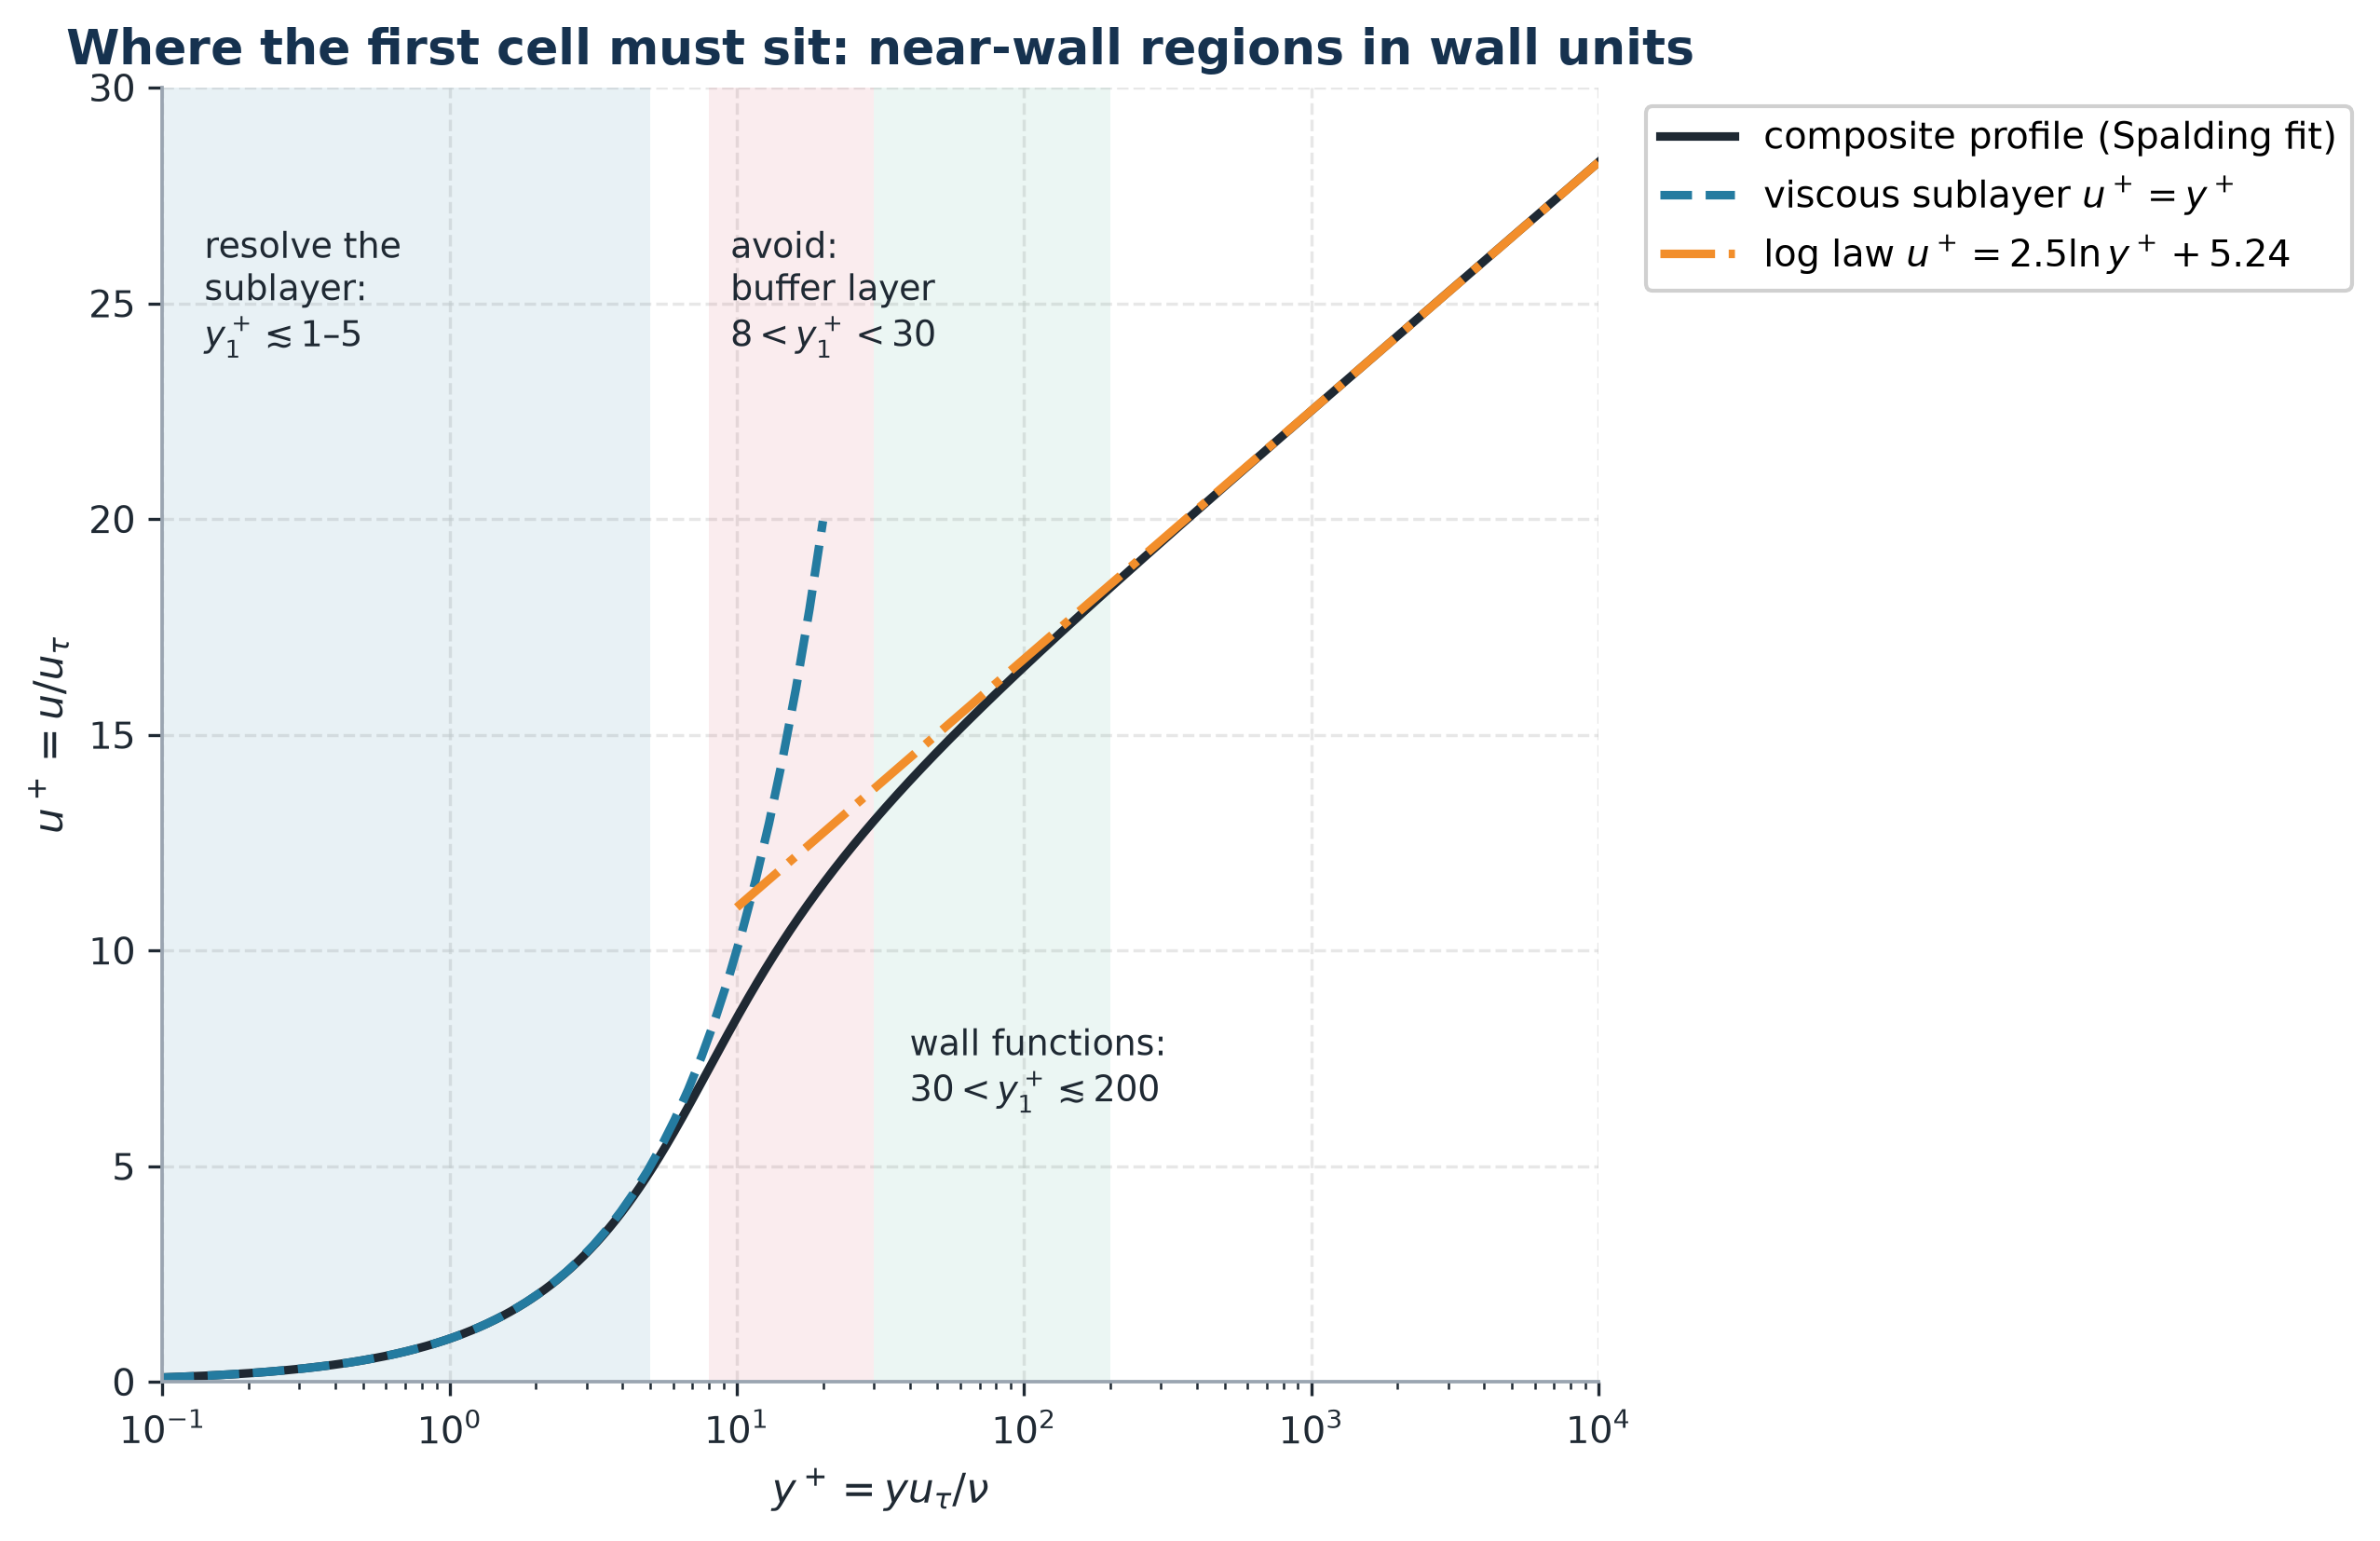 Where the first cell must sit: near-wall regions in wall units
30
25
20
15
10
5
0
u⁺ = u/u_τ
resolve the
sublayer:
y₁⁺ ≲ 1–5
avoid:
buffer layer
8 < y₁⁺ < 30
wall functions:
30 < y₁⁺ ≲ 200
10⁻¹ 10⁰ 10¹ 10² 10³ 10⁴
y⁺ = yu_τ/ν
composite profile (Spalding fit)
viscous sublayer u⁺ = y⁺
log law u⁺ = 2.5ln y⁺ + 5.24